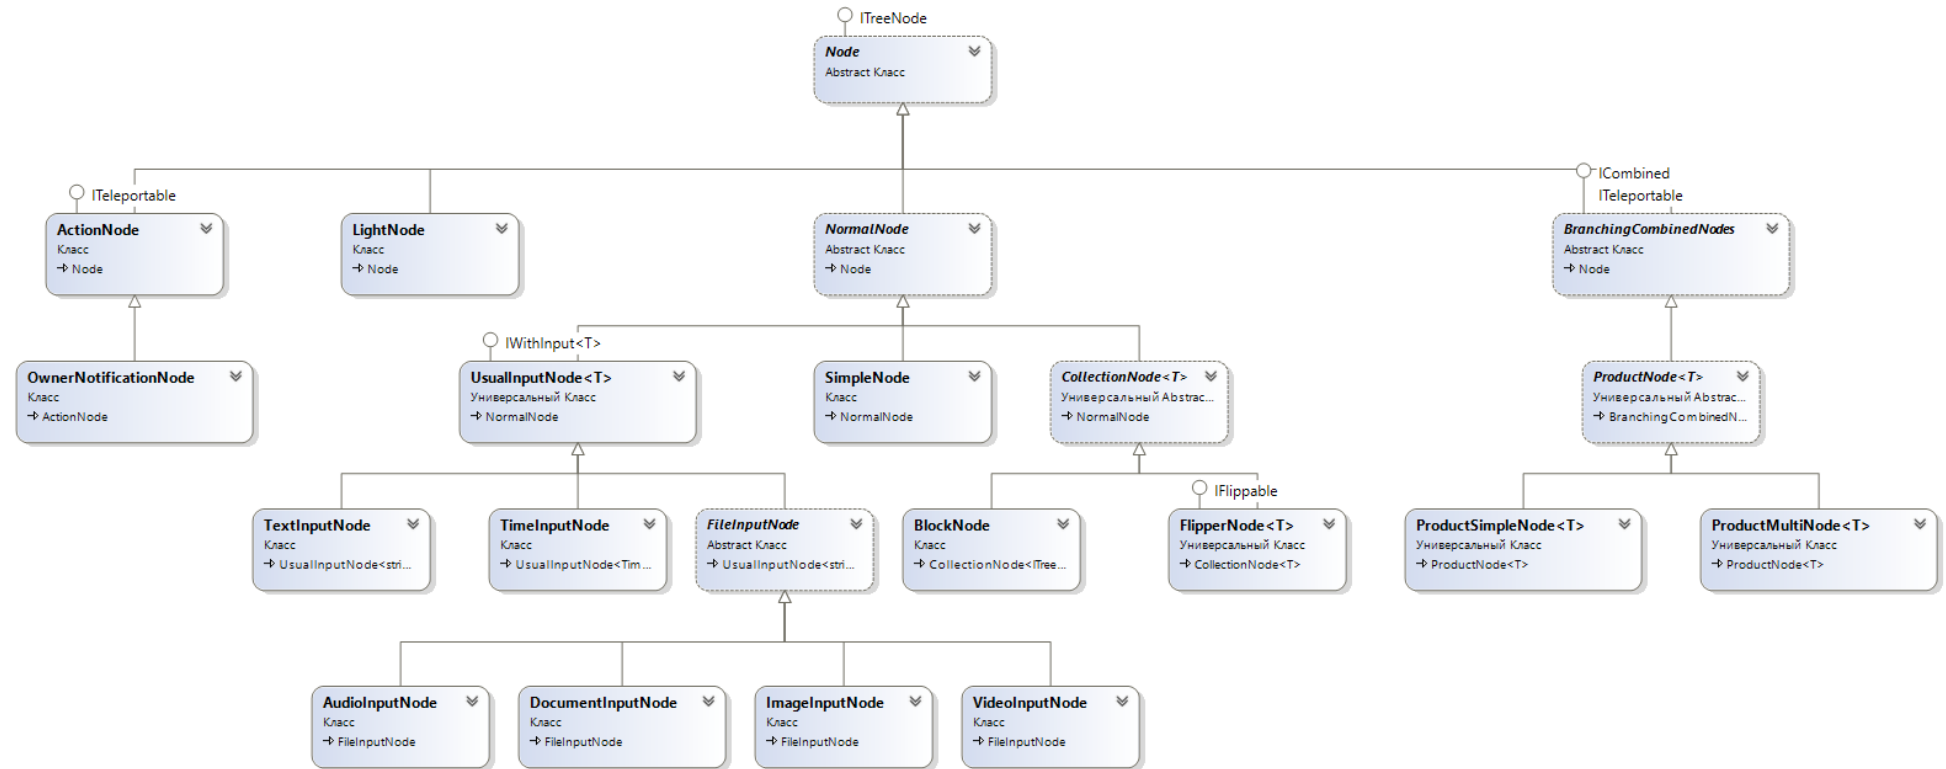 ITreeNode
Node
Abstract Класс
ITeleportable
ActionNode
Класс
Node
LightNode
Класс
Node
NormalNode
Abstract Класс
Node
ICombined
ITeleportable
BranchingCombinedNodes
Abstract Класс
Node
OwnerNotificationNode
Класс
ActionNode
IWithInput<T>
UsualInputNode<T>
Универсальный Класс
NormalNode
SimpleNode
Класс
NormalNode
CollectionNode<T>
Универсальный Abstrac...
NormalNode
ProductNode<T>
Универсальный Abstrac...
BranchingCombinedN...
TextInputNode
Класс
UsualInputNode<stri...
TimeInputNode
Класс
UsualInputNode<Tim...
FileInputNode
Abstract Класс
UsualInputNode<stri...
BlockNode
Класс
CollectionNode<ITree...
IFlippable
FlipperNode<T>
Универсальный Класс
CollectionNode<T>
ProductSimpleNode<T>
Универсальный Класс
ProductNode<T>
ProductMultiNode<T>
Универсальный Класс
ProductNode<T>
AudioInputNode
Класс
FileInputNode
DocumentInputNode
Класс
FileInputNode
ImageInputNode
Класс
FileInputNode
VideoInputNode
Класс
FileInputNode